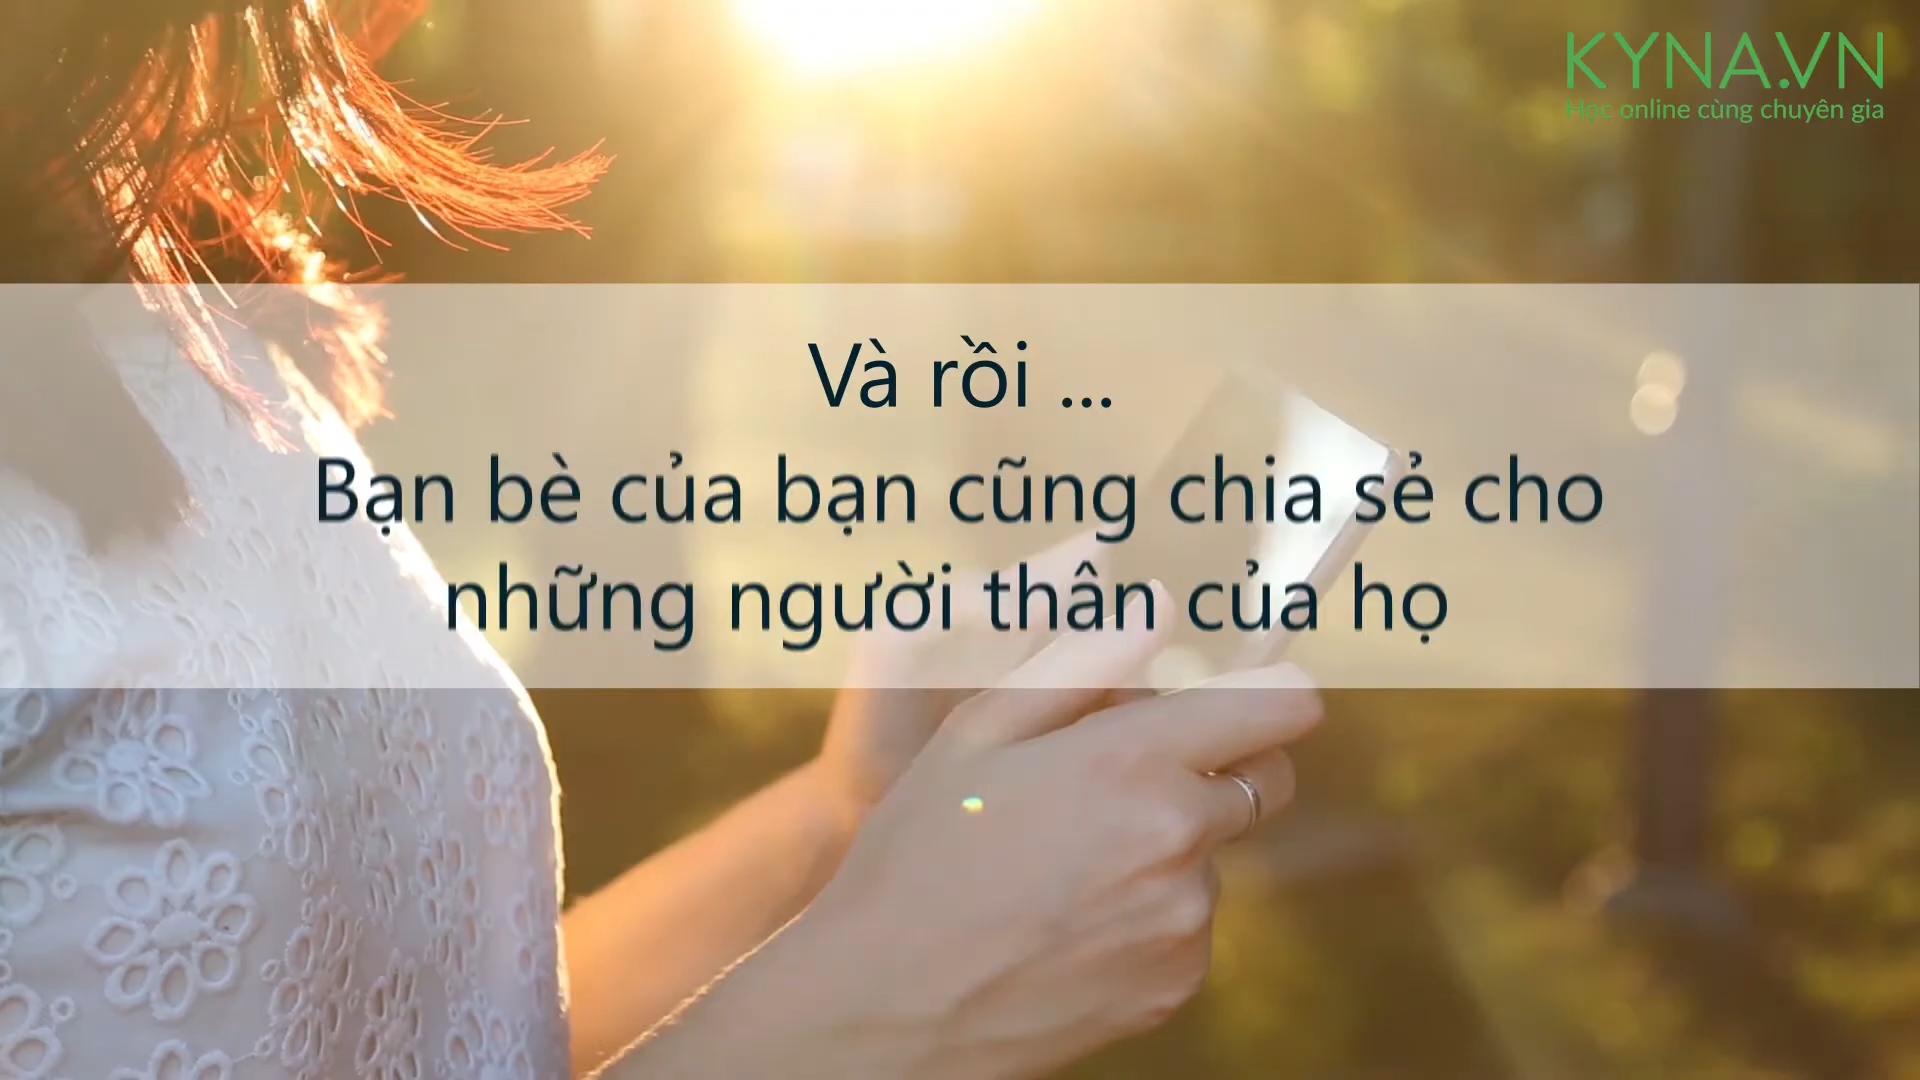 KYNA.VN
Học online cùng chuyên gia
Và rồi ...
Bạn bè của bạn cũng chia sẻ cho
những người thân của họ